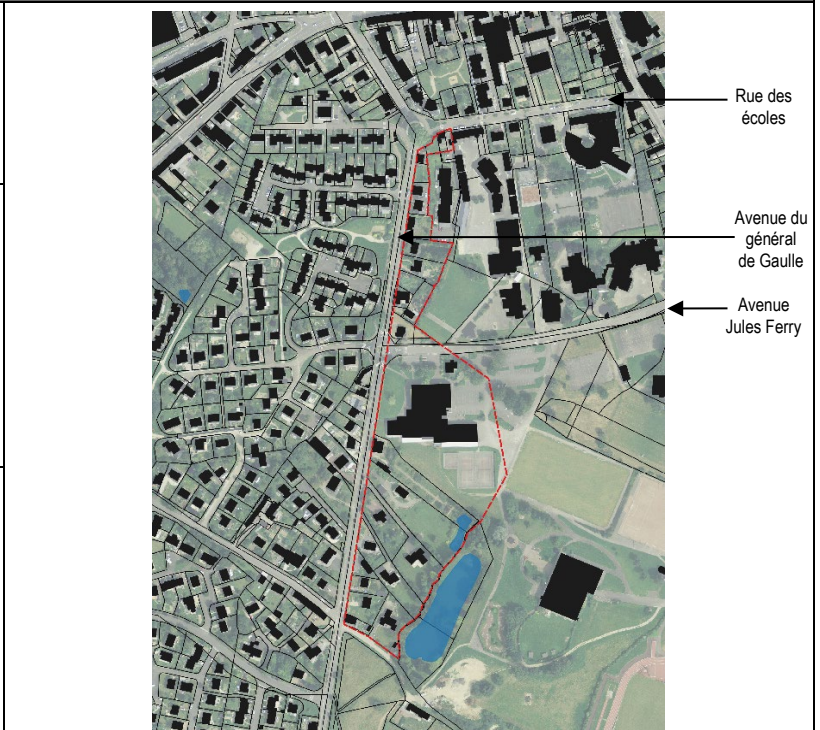 Rue des
écoles
Avenue du
général
de Gaulle
Avenue
Jules Ferry